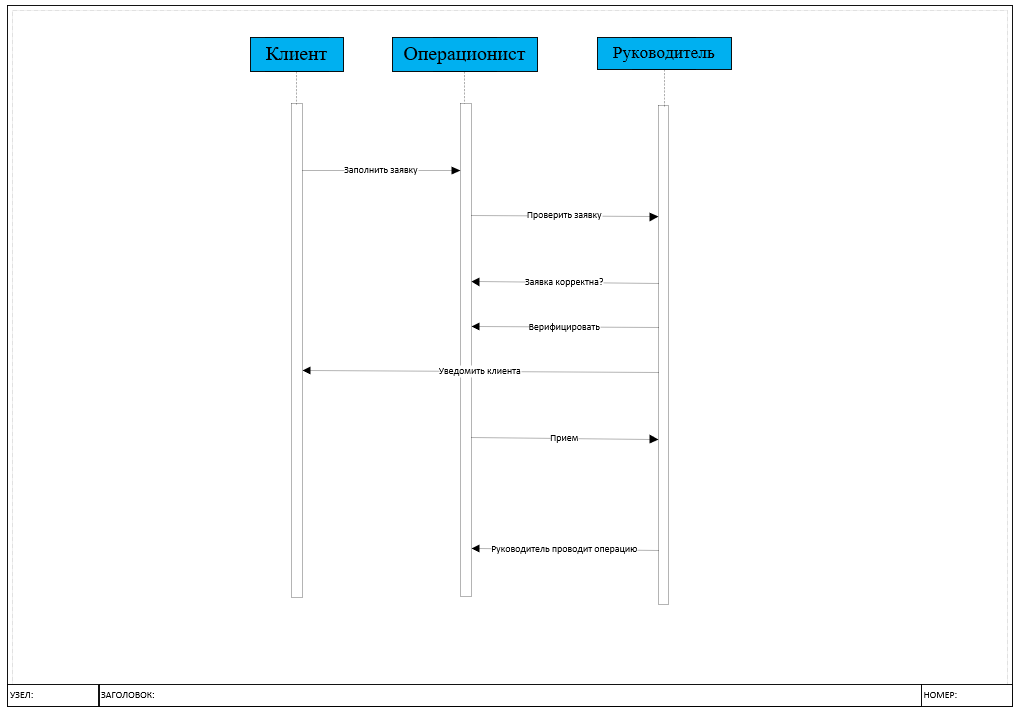 Клиент
Операционист
Руководитель
Заполнить заявку
Проверить заявку
Заявка корректна?
Верифицировать
Уведомить клиента
Прием
Руководитель проводит операцию
УЗЕЛ:
ЗАГОЛОВОК:
НОМЕР: